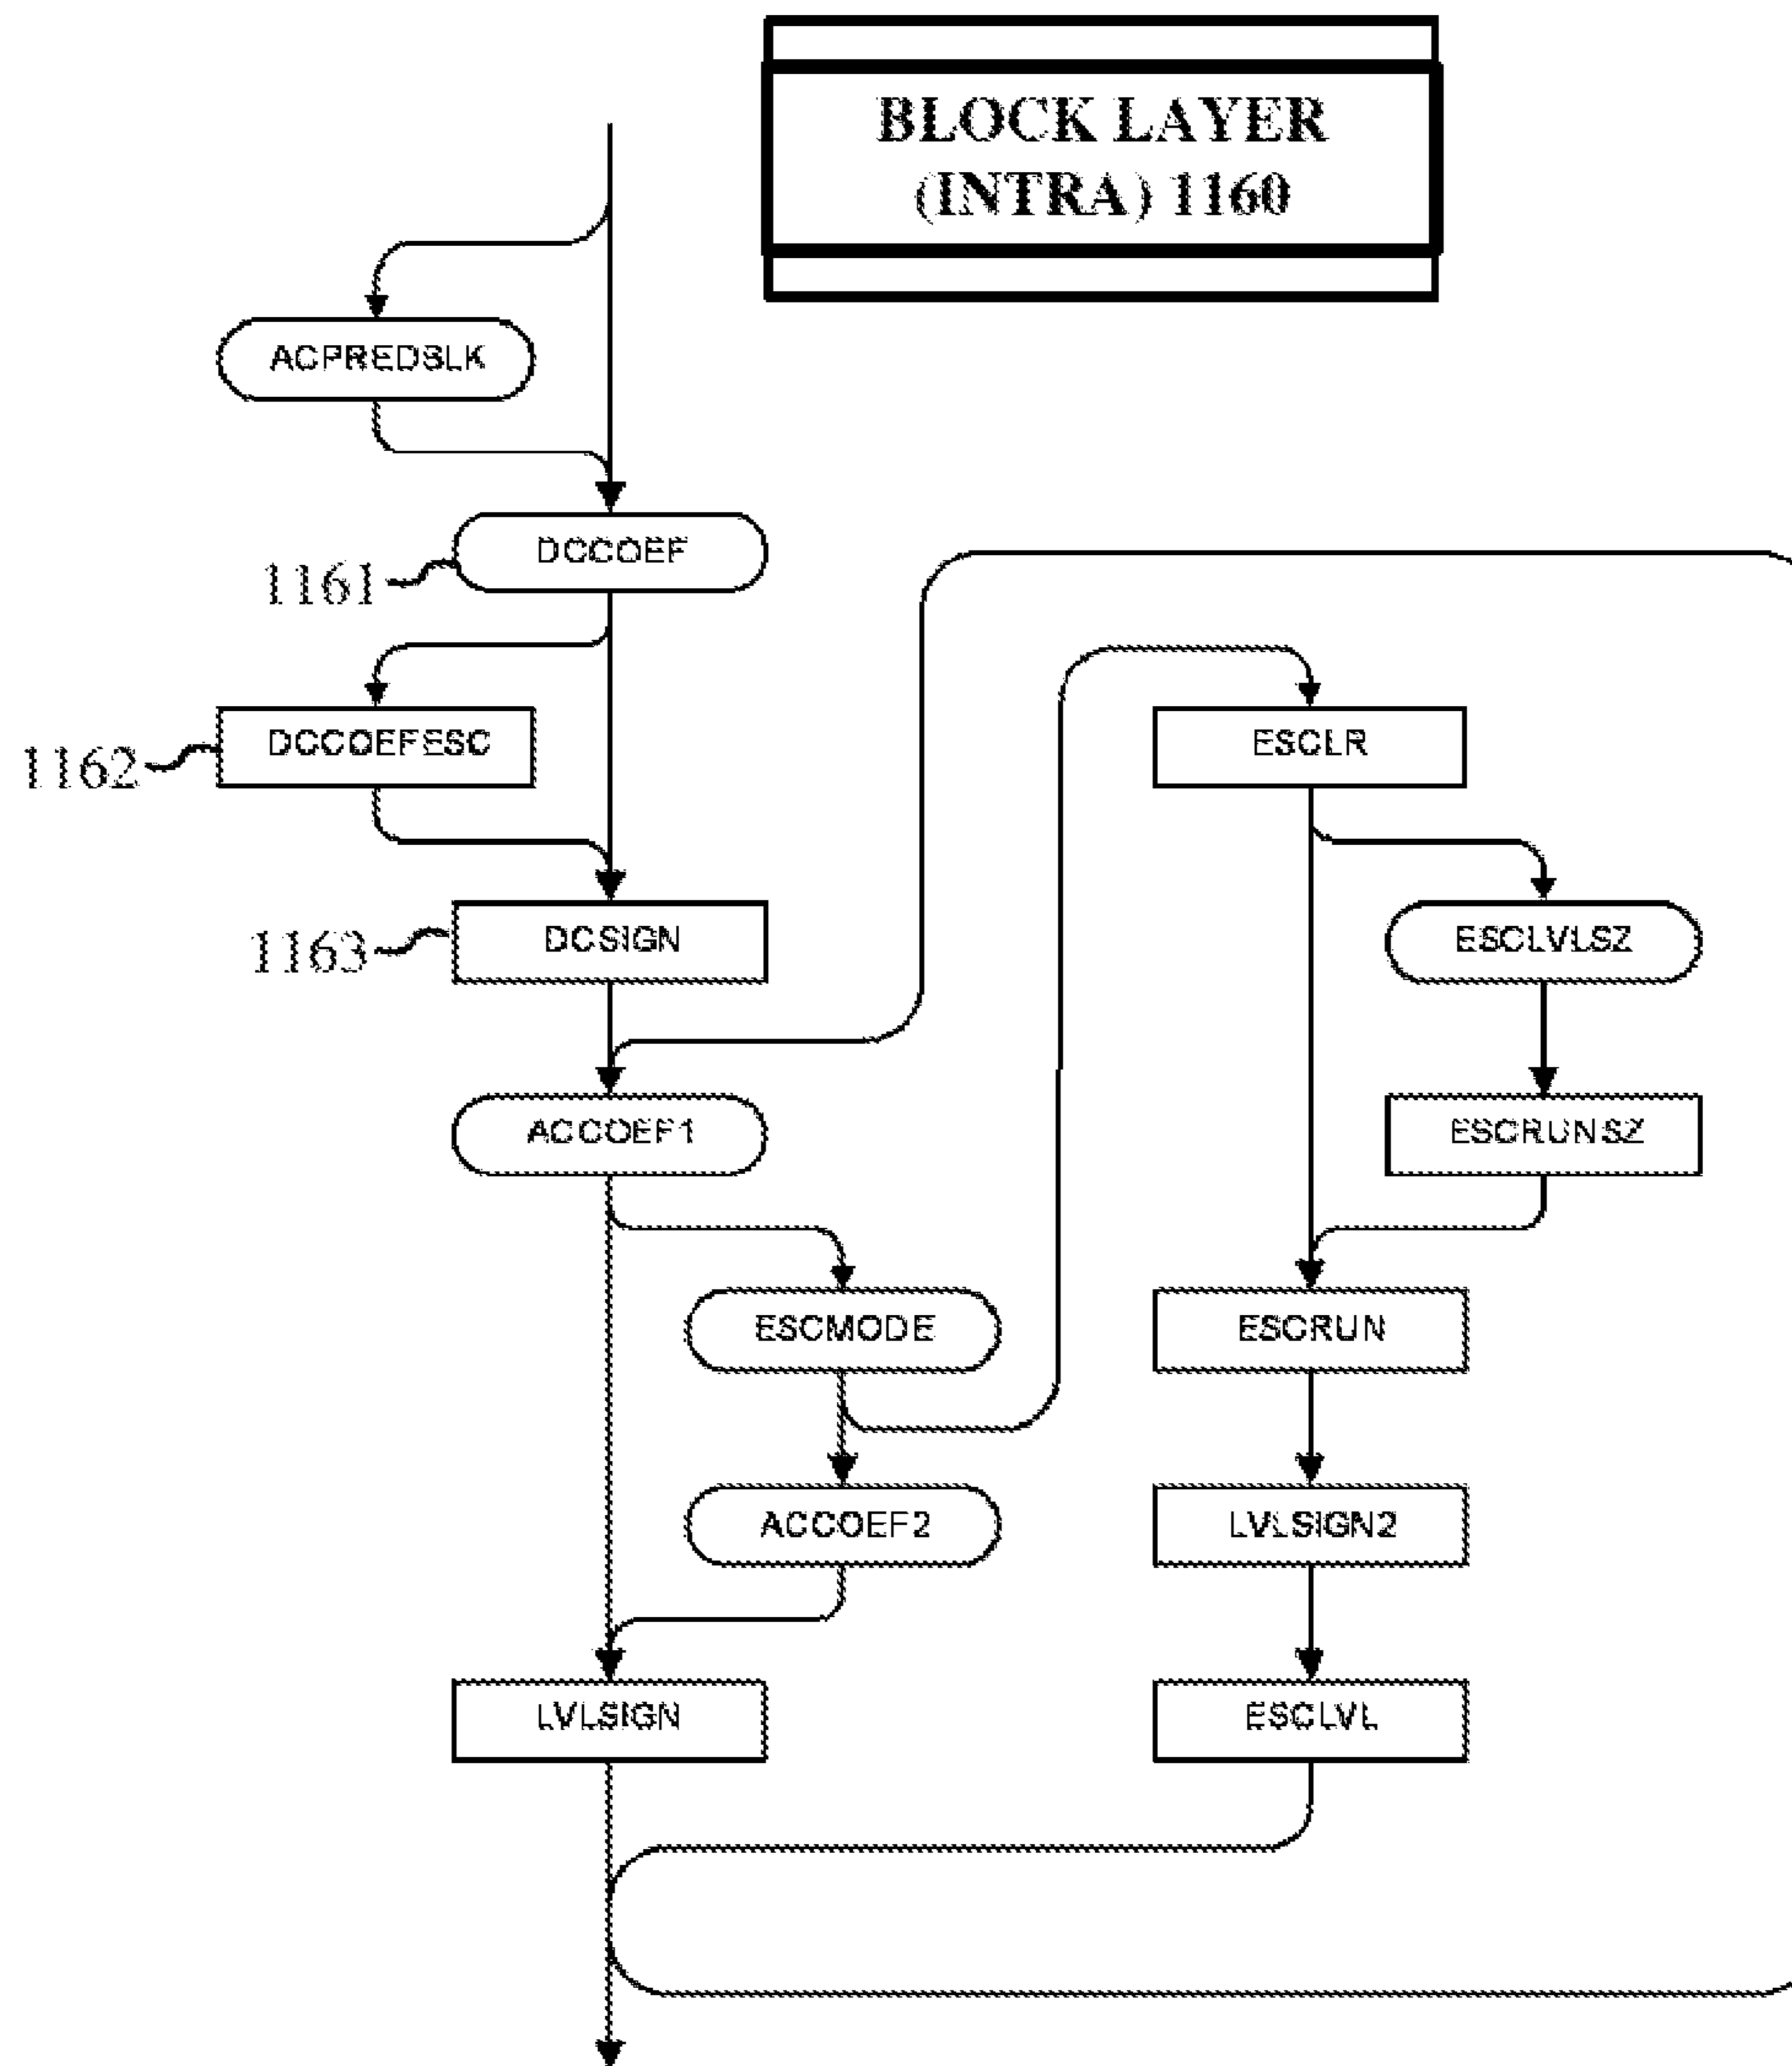 BLOCK LAYER
(INTRA) 1160
ACPREDBLK
DCCOEF
1161
DCCOEFESC
1162
ESCLR
DCSIGN
1163
ESCLVLSZ
ACCOEF1
ESCRUNSZ
ESCMODE
ESCRUN
ACCOEF2
LVLSIGN2
LVLSIGN
ESCLVL